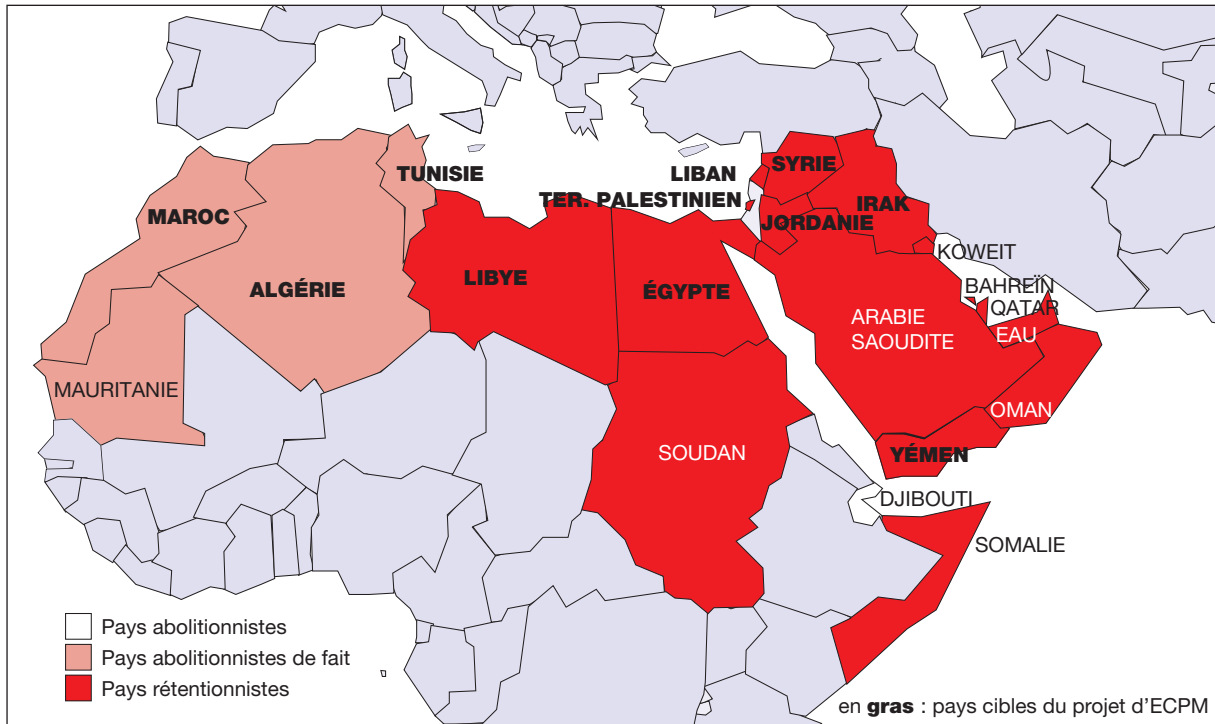 TUNISIE
LIBAN
SYRIE
TER. PALESTINIEN
MAROC
JORDANIE
IRAK
KOWEIT
ALGÉRIE
LIBYE
ÉGYPTE
BAHREÏN
QATAR
ARABIE
SAOUDITE
EAU
MAURITANIE
OMAN
SOUDAN
YÉMEN
DJIBOUTI
SOMALIE
Pays abolitionnistes
Pays abolitionnistes de fait
Pays rétentionnistes
en gras : pays cibles du projet d'ECPM